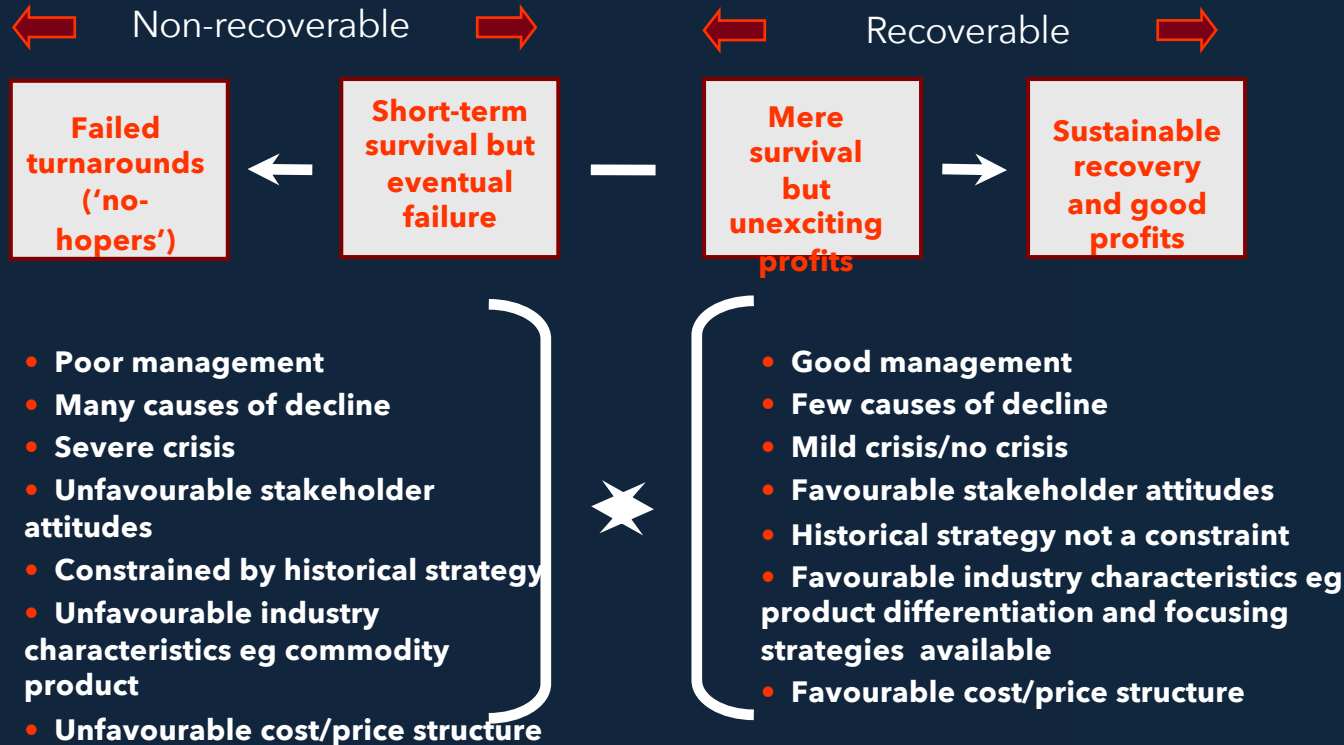 Non-recoverable
Recoverable
Failed
turnarounds
(‘no-
hopers’)
Short-term
survival but
eventual
failure
Mere
survival
but
unexciting
profits
Sustainable
recovery
and good
profits
• Poor management
• Many causes of decline
• Severe crisis
• Unfavourable stakeholder
attitudes
• Constrained by historical strategy
• Unfavourable industry
characteristics eg commodity
product
• Unfavourable cost/price structure
• Good management
• Few causes of decline
• Mild crisis/no crisis
• Favourable stakeholder attitudes
• Historical strategy not a constraint
• Favourable industry characteristics eg
product differentiation and focusing
strategies available
• Favourable cost/price structure